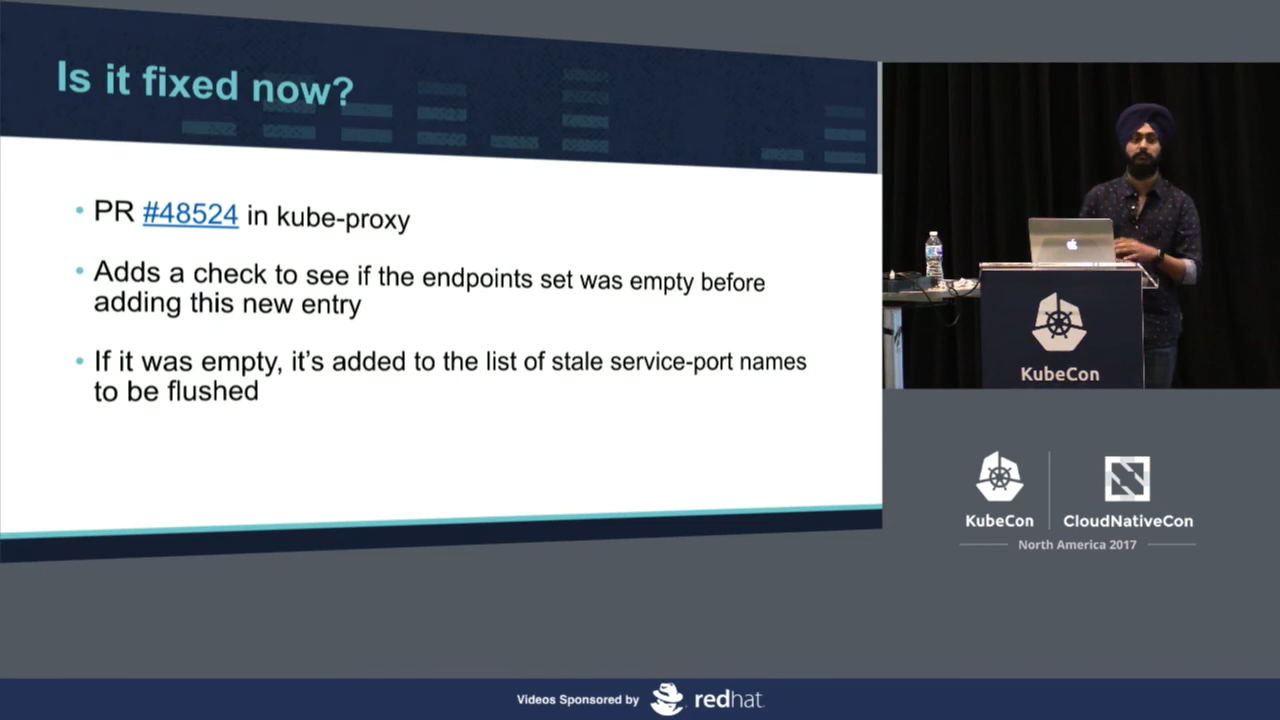 Is it fixed now?
PR #48524 in kube-proxy
Adds a check to see if the endpoints set was empty before
adding this new entry
If it was empty, it's added to the list of stale service-port names
to be flushed
KubeCon
KubeCon
CloudNativeCon
North America 2017
Videos Sponsored by
redhat